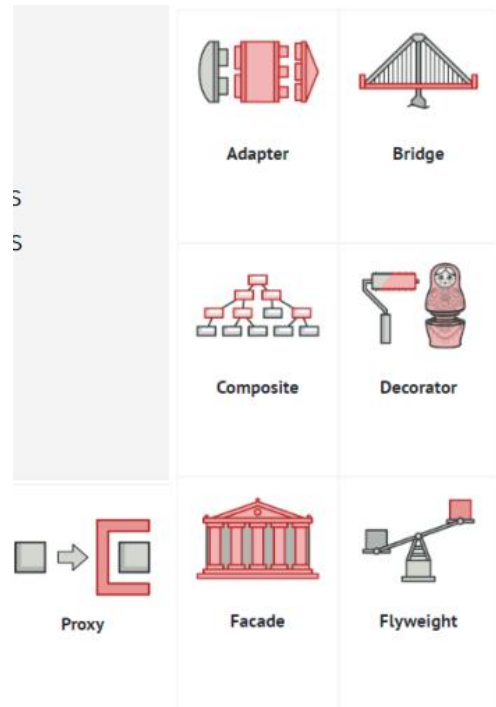 Adapter Bridge
s
s
Composite Decorator
Proxy Facade Flyweight